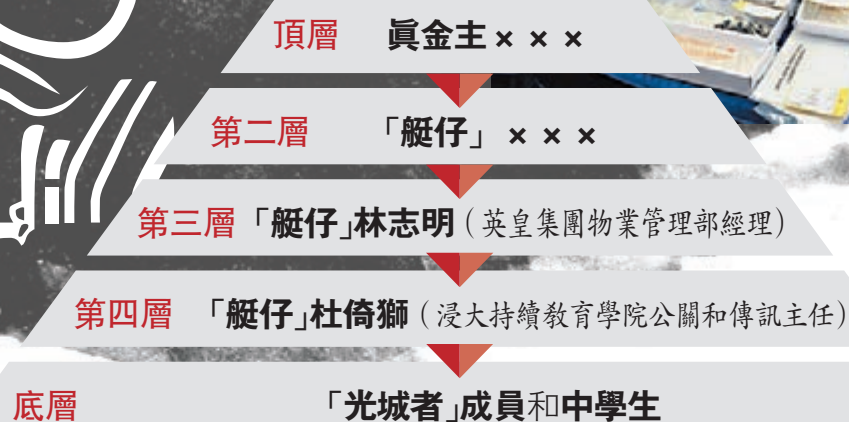 頂層 眞金主×××
第二層 「艇仔」×××
第三層「艇仔」林志明（英皇集團物業管理部經理）
第四層 「艇仔」杜倚獅（浸大持續教育學院公關和傳訊主任）
底層 「光城者」成員和中學生